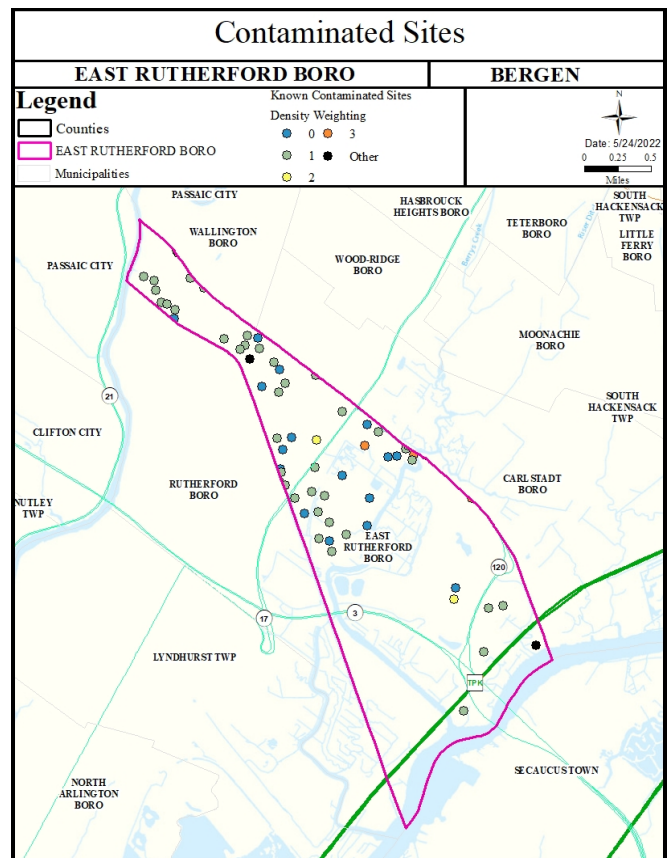 Contaminated Sites
EAST RUTHERFORD BORO
BERGEN
Legend
Counties
EAST RUTHERFORD BORO
Municipalities
Known Contaminated Sites
Density Weighting
0
3
1
Other
2
N
Date: 5/24/2022
0 0.25 0.5
Miles
PASSAIC CITY
WALLINGTON
BORO
HASBROUCK
HEIGHTS BORO
TETERBORO
BORO
SOUTH
HACKENSACK
TWP
LITTLE
FERRY
BORO
PASSAIC CITY
WOOD-RIDGE
BORO
Berrys Creek
MOONACHIE
BORO
21
SOUTH
HACKENSACK
TWP
CLIFTON CITY
RUTHERFORD
BORO
CARLSTADT
BORO
NUTLEY
TWP
EAST
RUTHERFORD
BORO
120
17
3
LYNDHURST TWP
TPK
SECAUCUS TOWN
NORTH
ARLINGTON
BORO